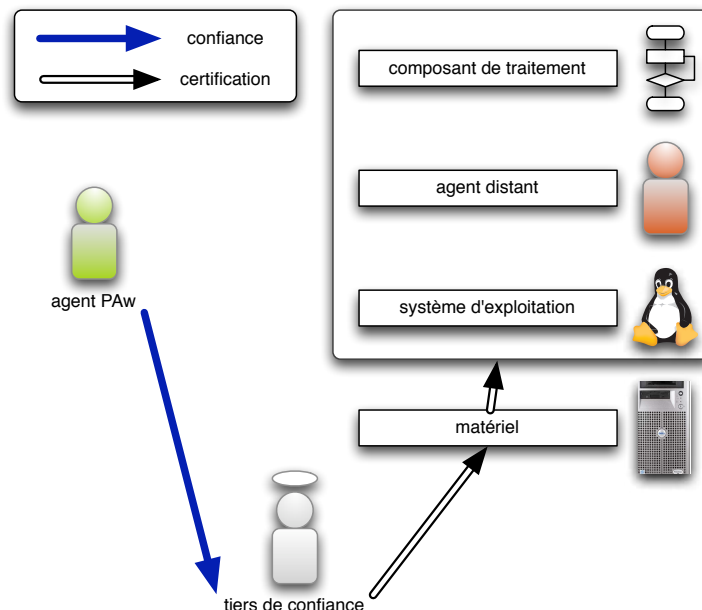 confiance
certification
composant de traitement
agent distant
agent PAw
système d'exploitation
matériel
tiers de confiance